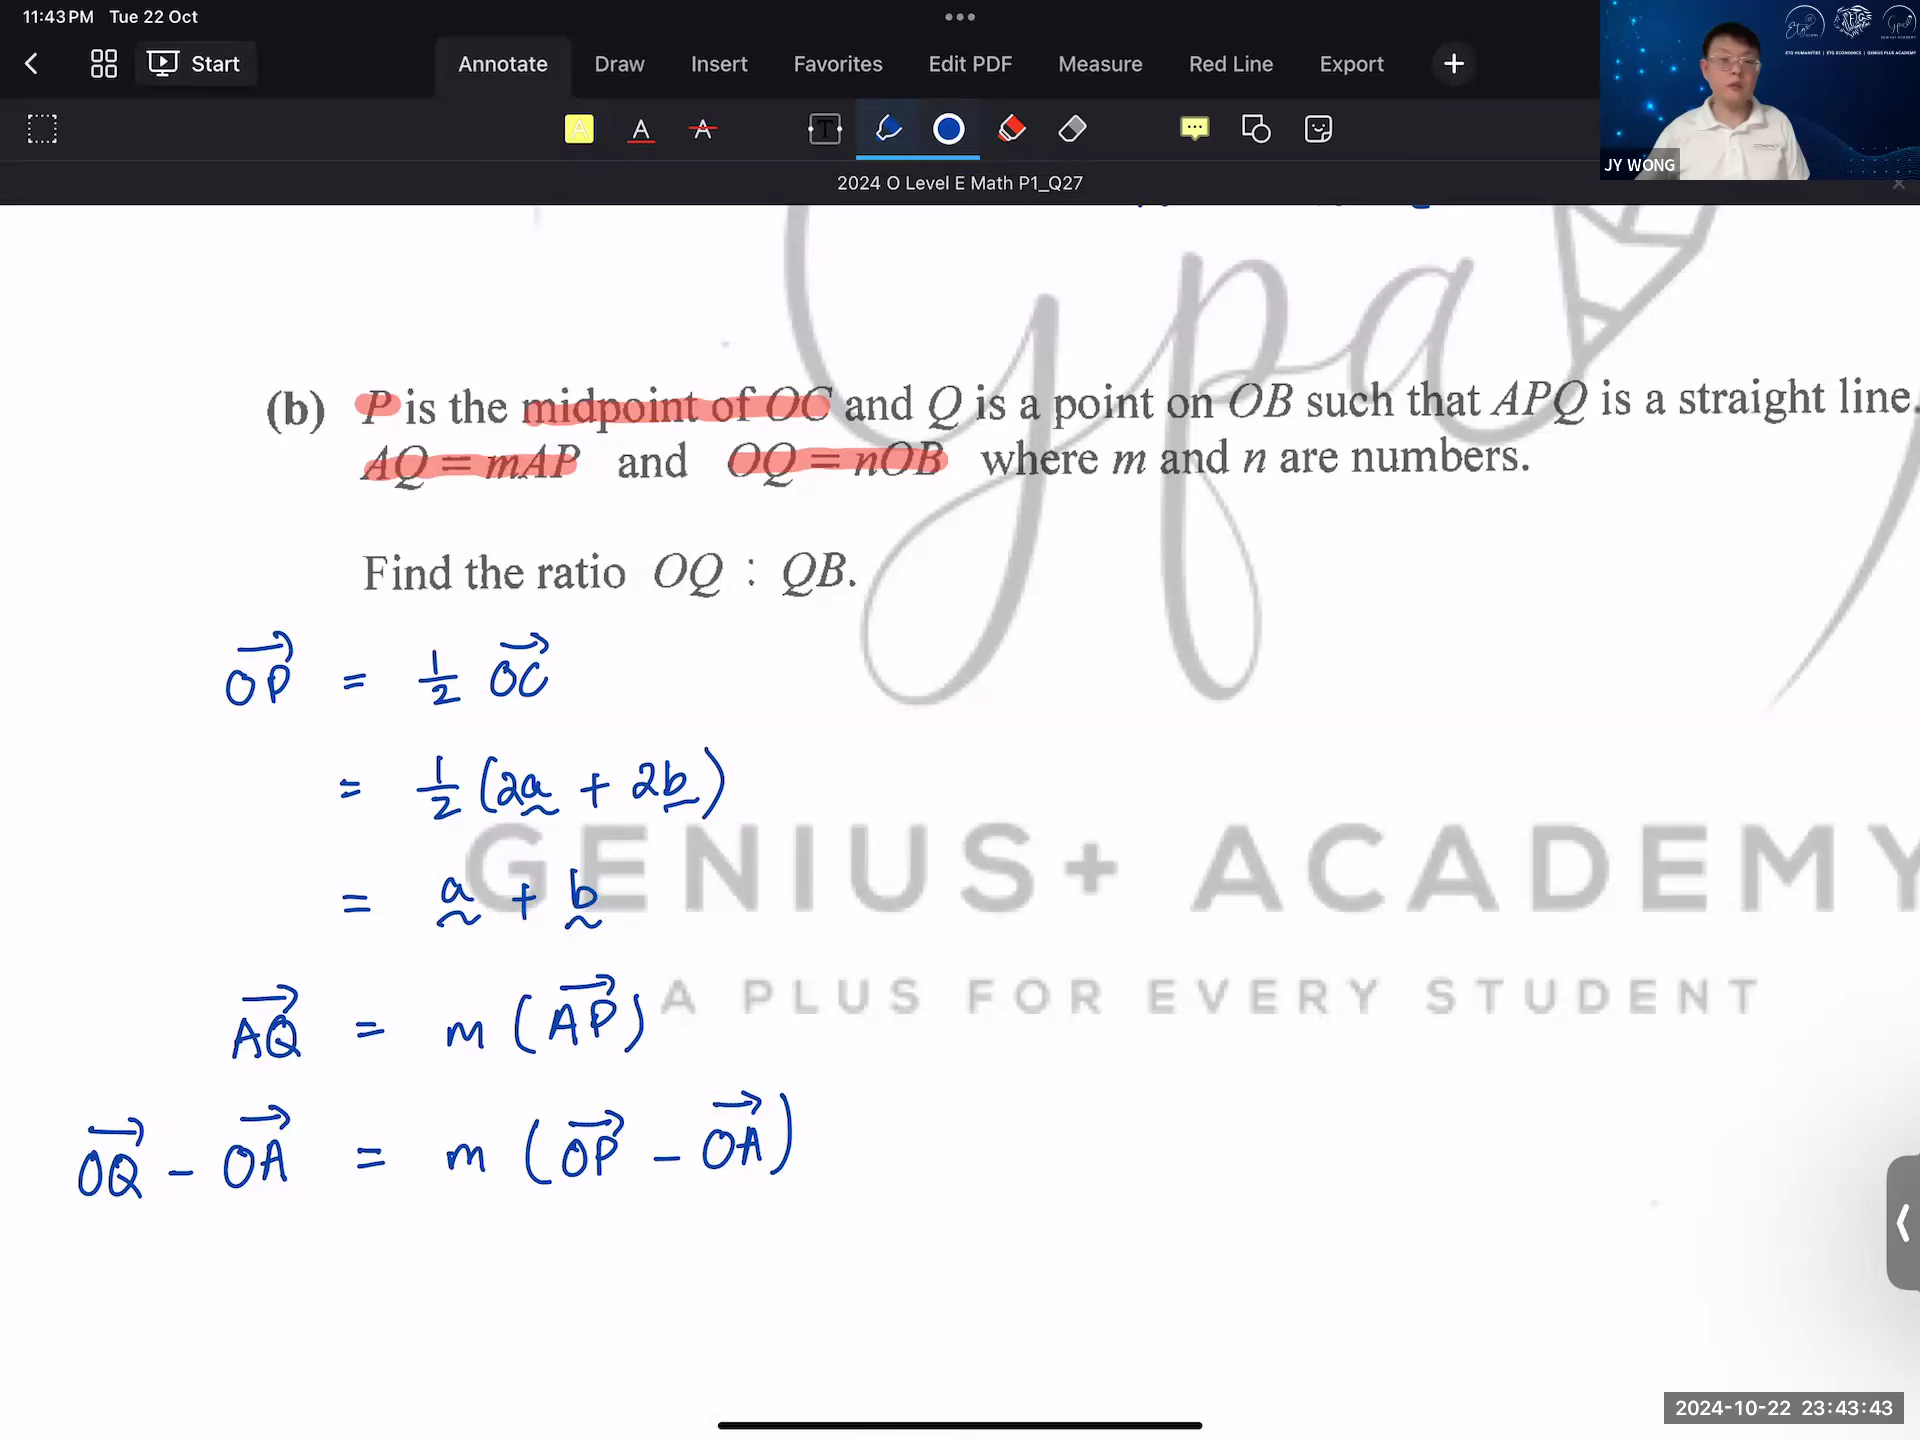 11:43 PM Tue 22 Oct
Start Annotate Draw Insert Favorites Edit PDF Measure Red Line Export +
A A A T
JY WONG
2024 O Level E Math P1_Q27
gpa
(b) P is the midpoint of OC and Q is a point on OB such that APQ is a straight line.
AQ = mAP and OQ = nOB where m and n are numbers.
Find the ratio OQ : QB.
→OP = 1/2 →OC
= 1/2 (2a + 2b)
= a + b
GENIUS+ ACADEMY
A PLUS FOR EVERY STUDENT
→AQ = m (→AP)
→OQ − →OA = m (→OP − →OA)
2024-10-22 23:43:43